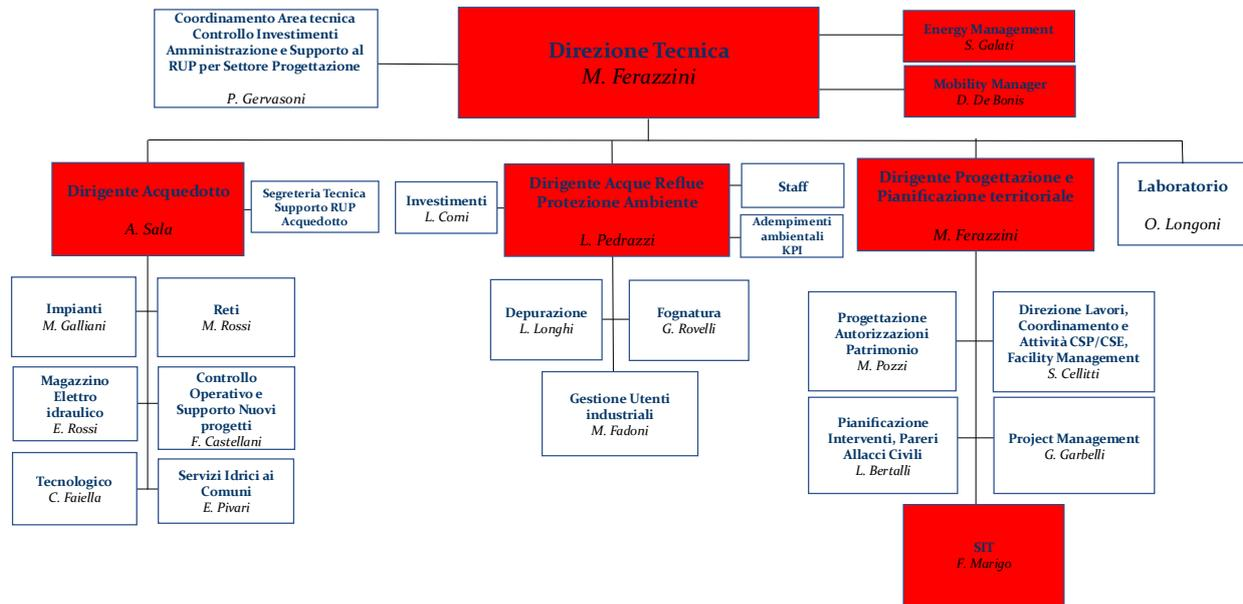 Coordinamento Area tecnica
Controllo Investimenti
Amministrazione e Supporto al
RUP per Settore Progettazione
P. Gervasoni
Direzione Tecnica
M. Ferazzini
Energy Management
S. Galati
Mobility Manager
D. De Bonis
Dirigente Acquedotto
A. Sala
Segreteria Tecnica
Supporto RUP
Acquedotto
Investimenti
L. Comi
Dirigente Acque Reflue
Protezione Ambiente
L. Pedrazzi
Staff
Adempimenti
ambientali
KPI
Dirigente Progettazione e
Pianificazione territoriale
M. Ferazzini
Laboratorio
O. Longoni
Impianti
M. Galliani
Reti
M. Rossi
Magazzino
Elettro
idraulico
E. Rossi
Controllo
Operativo e
Supporto Nuovi
progetti
F. Castellani
Tecnologico
C. Faiella
Servizi Idrici ai
Comuni
E. Pivari
Depurazione
L. Longhi
Fognatura
G. Rovelli
Gestione Utenti
industriali
M. Fadoni
Progettazione
Autorizzazioni
Patrimonio
M. Pozzi
Direzione Lavori,
Coordinamento e
Attività CSP/CSE,
Facility Management
S. Cellitti
Pianificazione
Interventi, Pareri
Allacci Civili
L. Bertalli
Project Management
G. Garbelli
SIT
F. Marigo